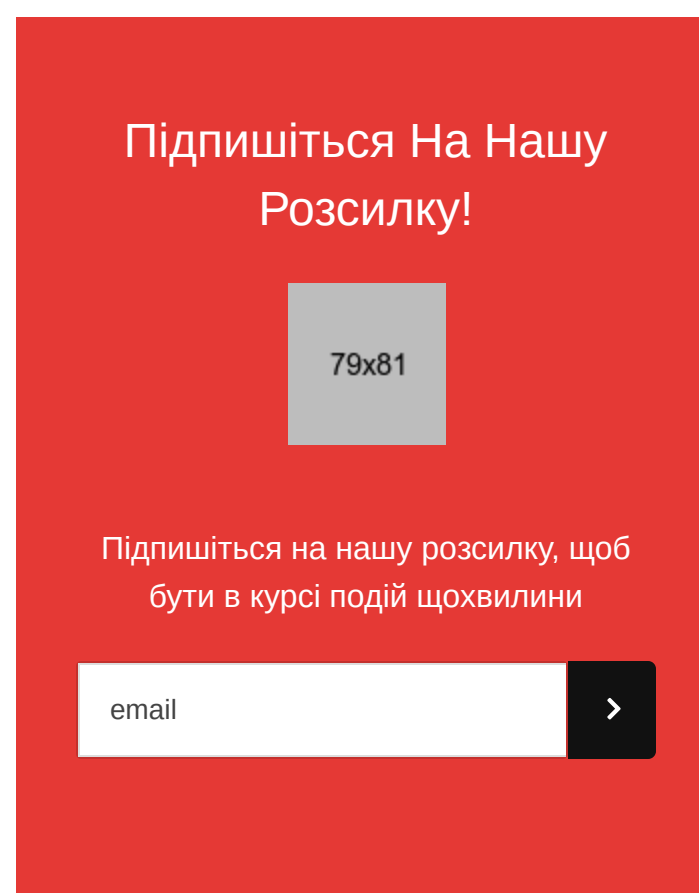 Підпишіться На Нашу
Розсилку!
79x81
Підпишіться на нашу розсилку, щоб
бути в курсі подій щохвилини
email